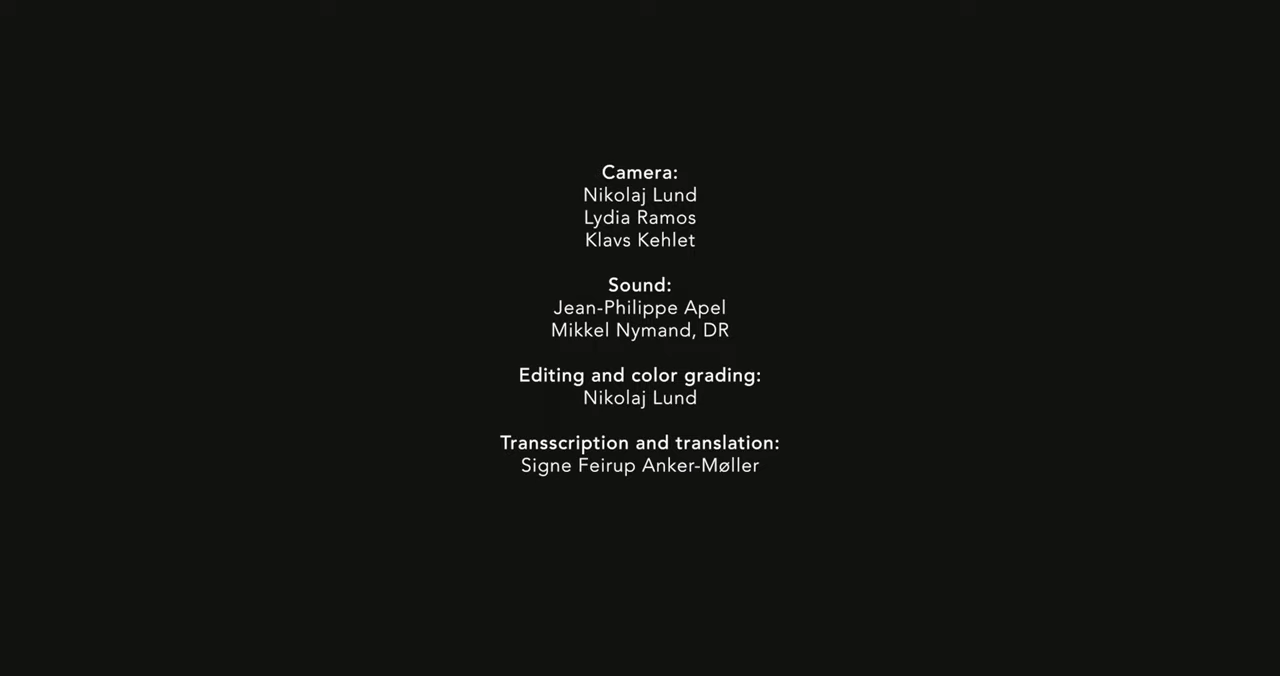 Camera:
Nikolaj Lund
Lydia Ramos
Klavs Kehlet
Sound:
Jean-Philippe Apel
Mikkel Nymand, DR
Editing and color grading:
Nikolaj Lund
Transscription and translation:
Signe Feirup Anker-Møller